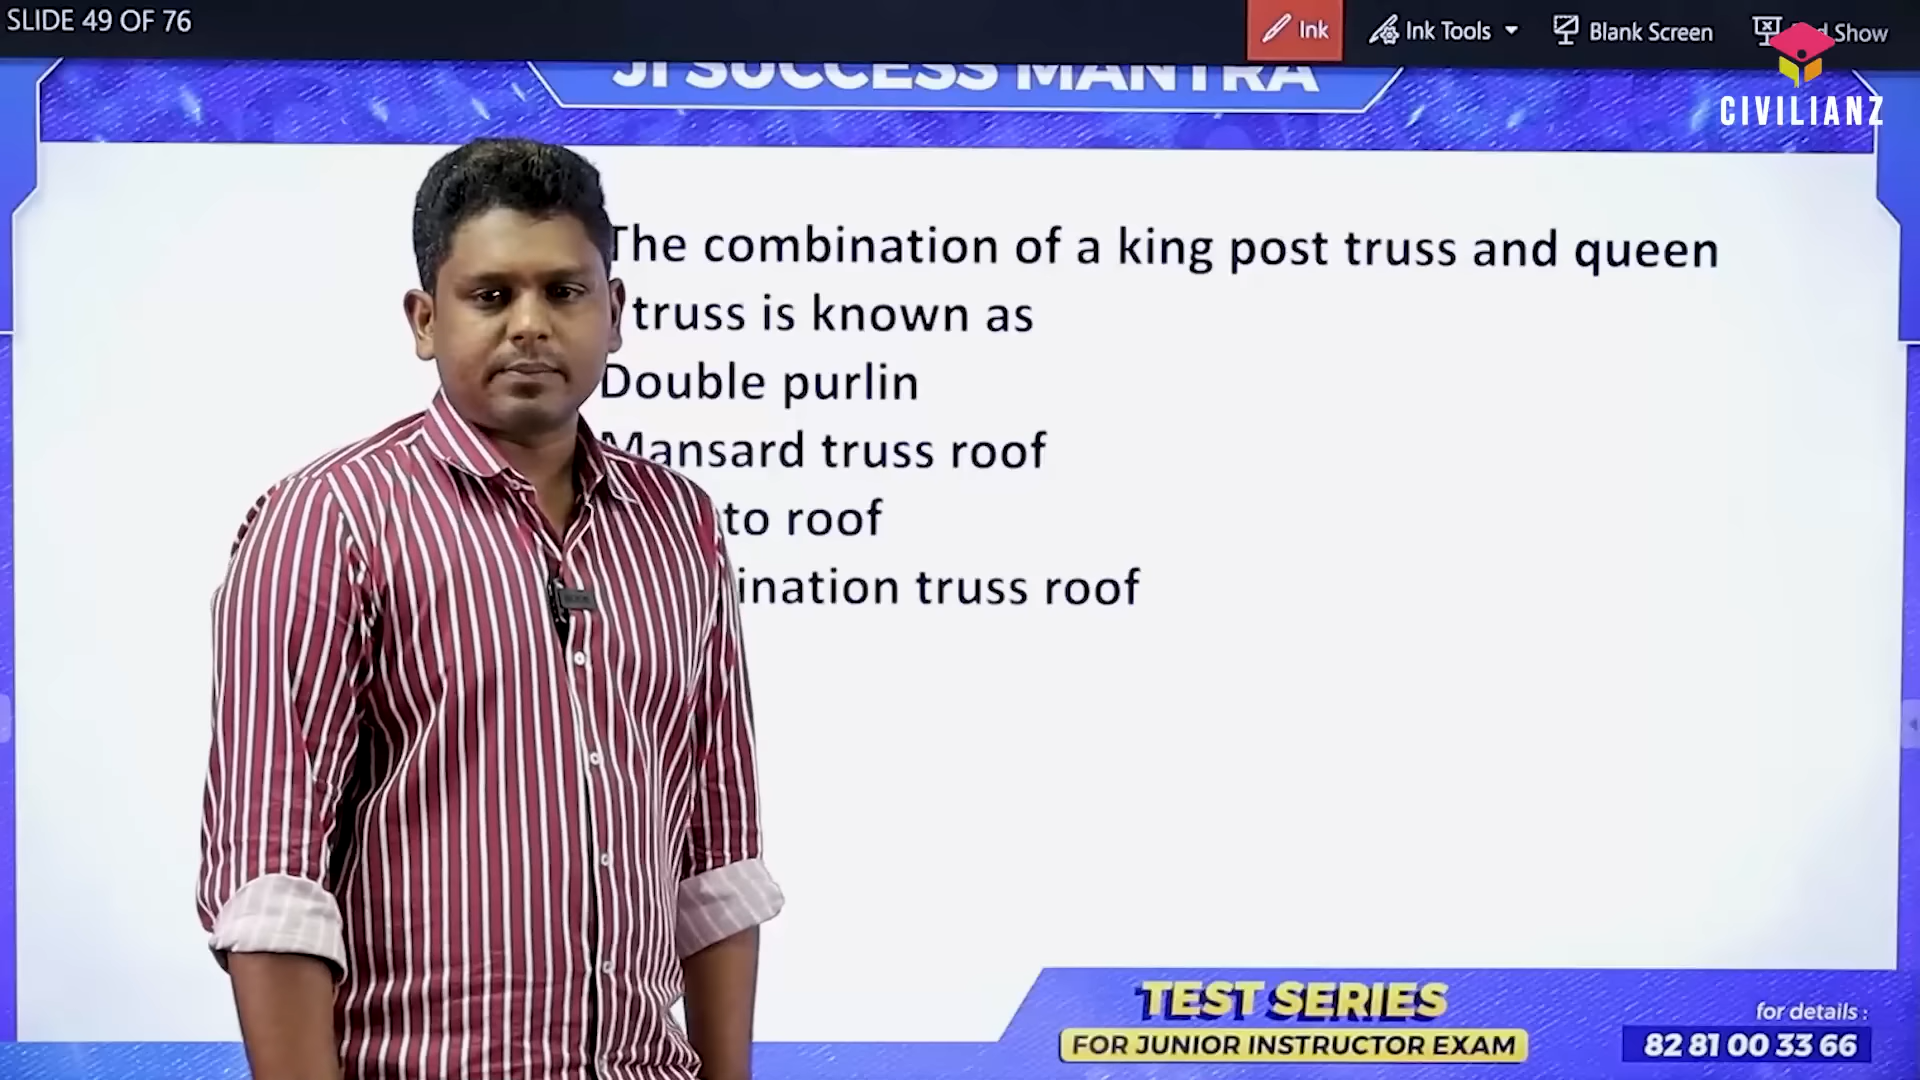 SLIDE 49 OF 76
Ink
Ink Tools
Blank Screen
Show
JI SUCCESS MANTRA
CIVILIANZ
The combination of a king post truss and queen
truss is known as
Double purlin
Mansard truss roof
to roof
truss roof
TEST SERIES
FOR JUNIOR INSTRUCTOR EXAM
for details :
82 81 00 33 66